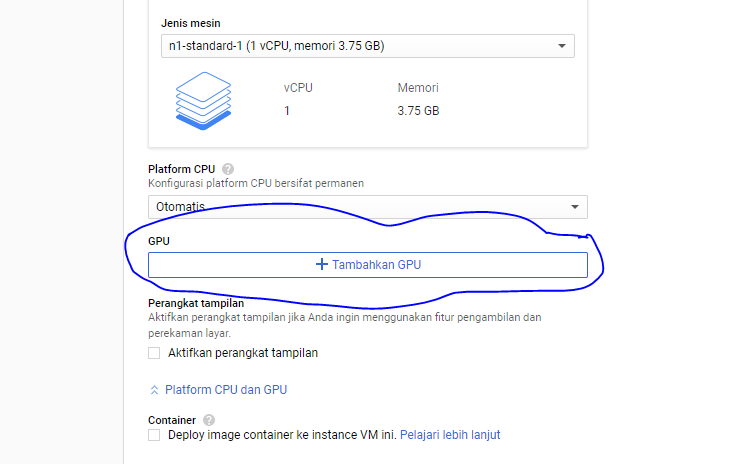 Jenis mesin
n1-standard-1 (1 vCPU, memori 3.75 GB)
vCPU Memori
1 3.75 GB
Platform CPU ?
Konfigurasi platform CPU bersifat permanen
Otomatis
GPU
+ Tambahkan GPU
Perangkat tampilan
Aktifkan perangkat tampilan jika Anda ingin menggunakan fitur pengambilan dan
perekaman layar.
Aktifkan perangkat tampilan
Platform CPU dan GPU
Container ?
Deploy image container ke instance VM ini. Pelajari lebih lanjut